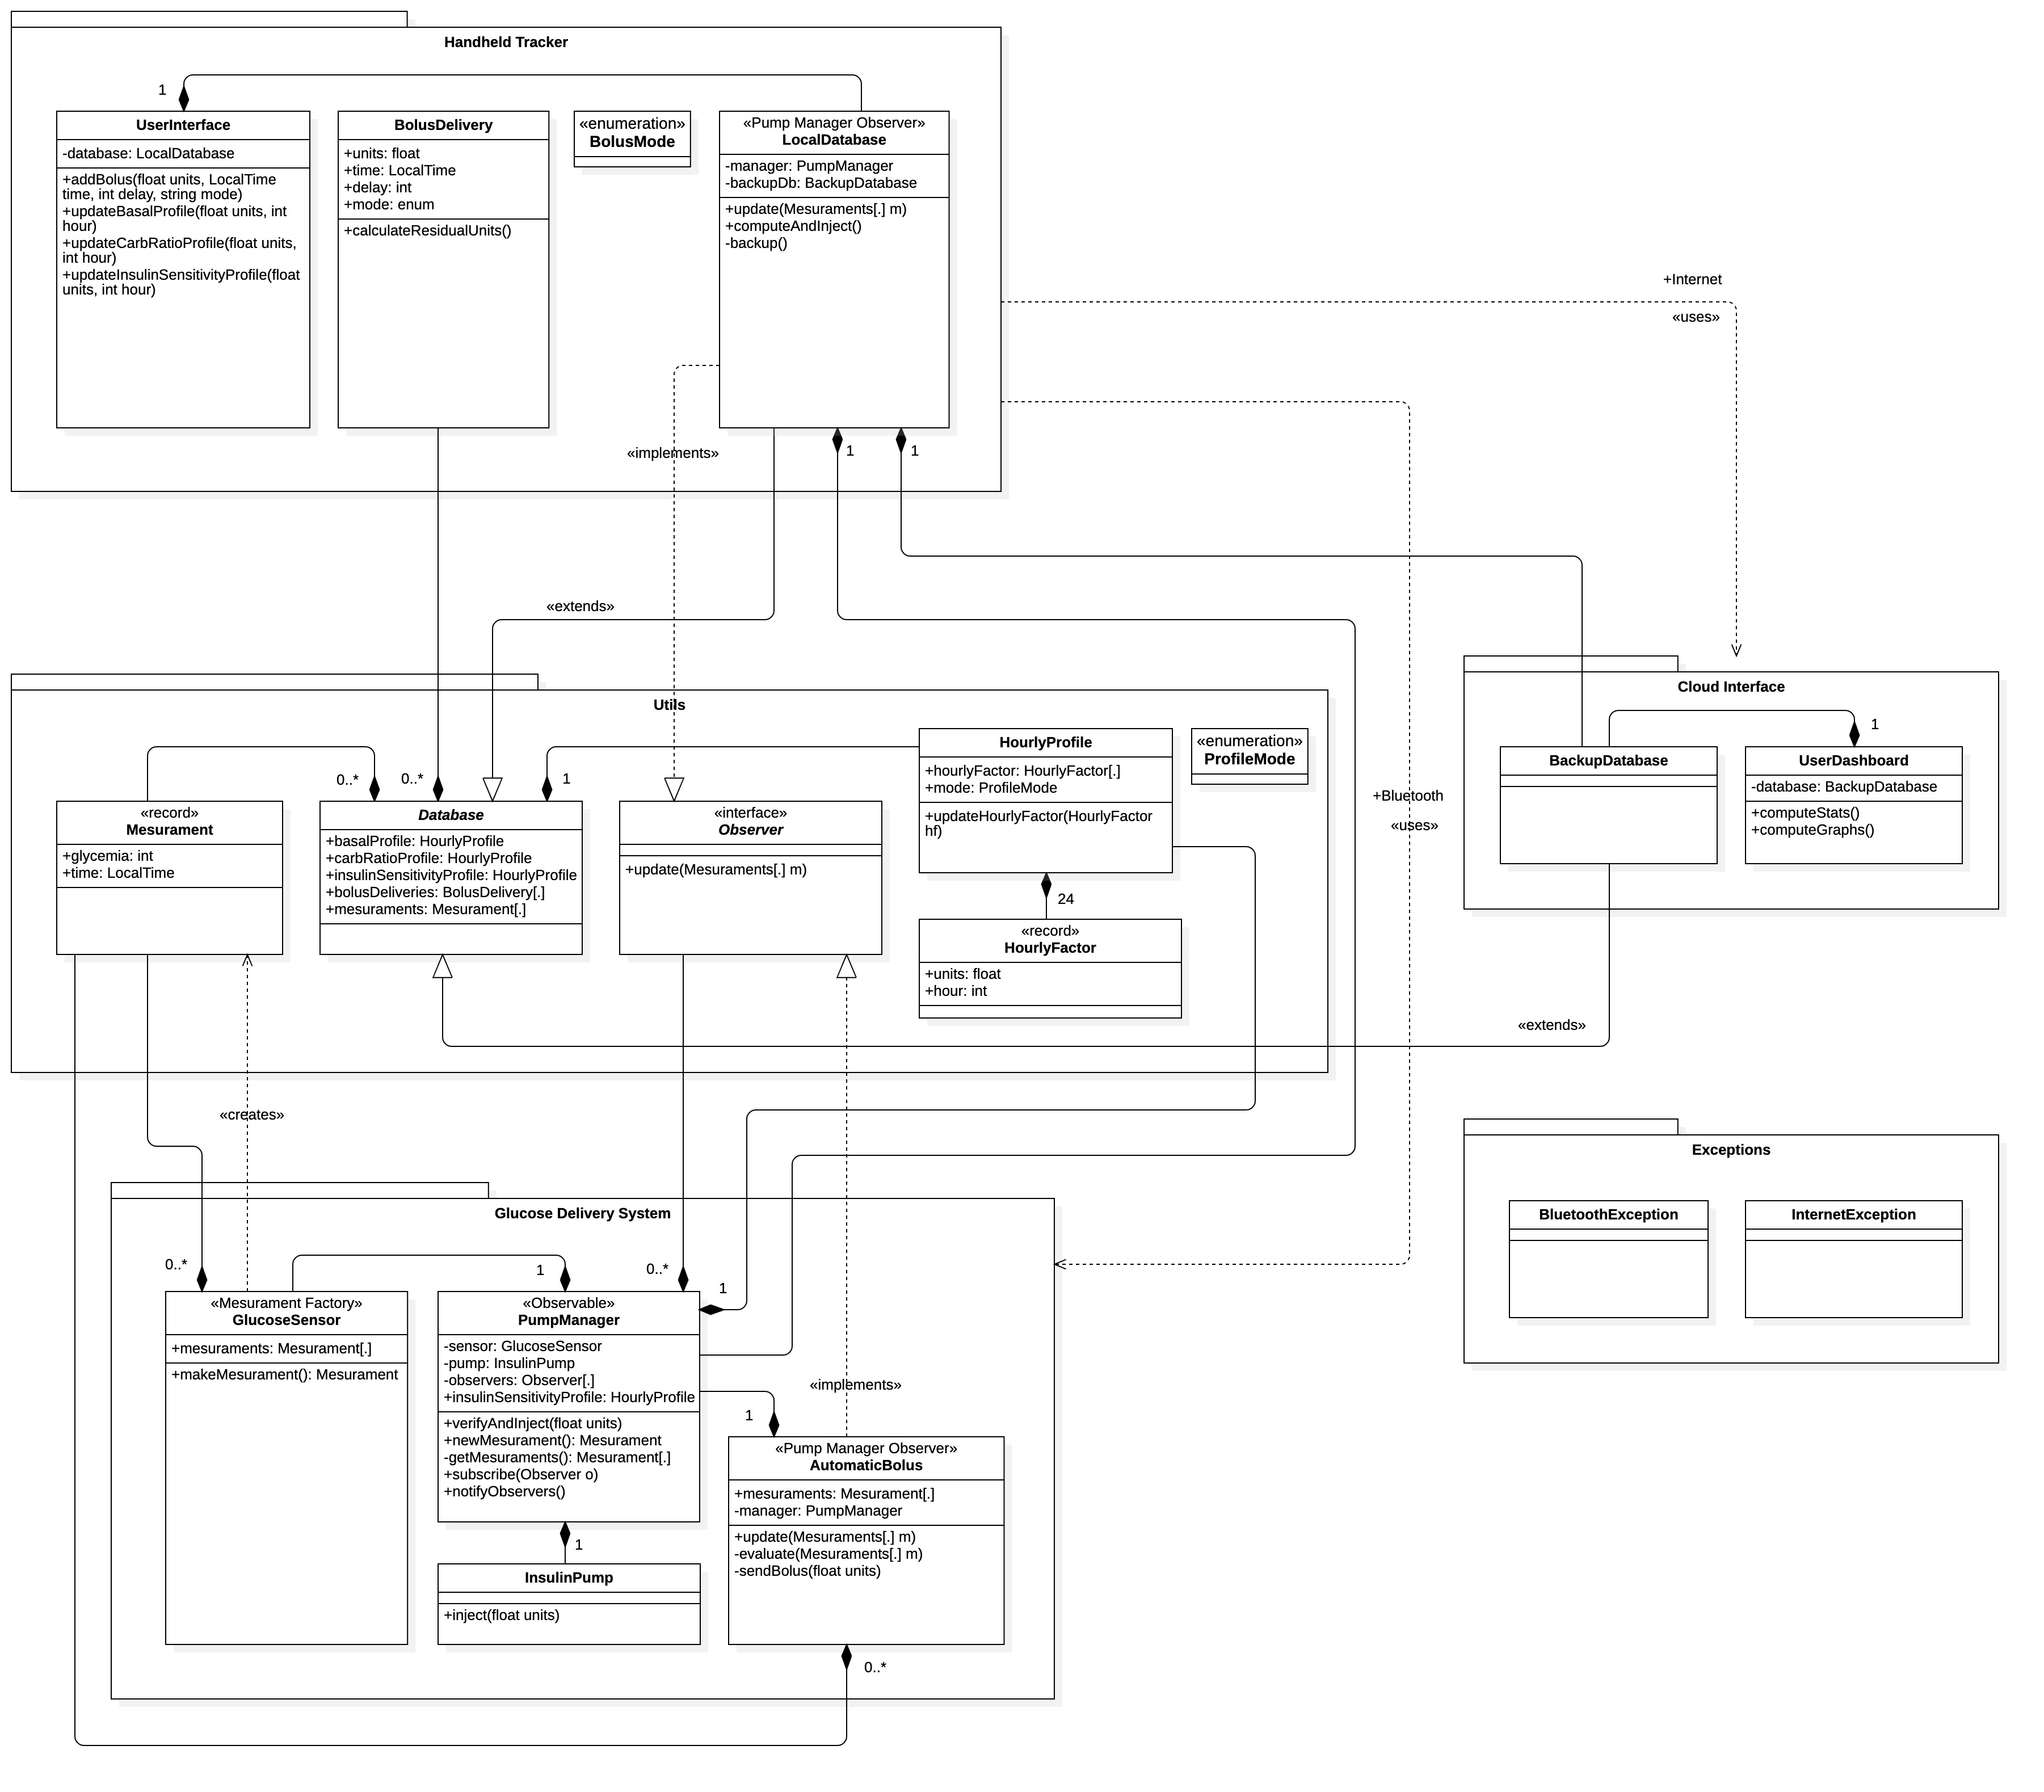 Handheld Tracker
1
UserInterface
-database: LocalDatabase
+addBolus(float units, LocalTime
time, int delay, string mode)
+updateBasalProfile(float units, int
hour)
+updateCarbRatioProfile(float units,
int hour)
+updateInsulinSensitivityProfile(float
units, int hour)
BolusDelivery
+units: float
+time: LocalTime
+delay: int
+mode: enum
+calculateResidualUnits()
«enumeration»
BolusMode
«Pump Manager Observer»
LocalDatabase
-manager: PumpManager
-backupDb: BackupDatabase
+update(Mesuraments[.] m)
+computeAndInject()
-backup()
+Internet
«uses»
«implements»
1
1
«extends»
Utils
0..*
0..*
1
«record»
Mesurament
+glycemia: int
+time: LocalTime
Database
+basalProfile: HourlyProfile
+carbRatioProfile: HourlyProfile
+insulinSensitivityProfile: HourlyProfile
+bolusDeliveries: BolusDelivery[.]
+mesuraments: Mesurament[.]
«interface»
Observer
+update(Mesuraments[.] m)
HourlyProfile
+hourlyFactor: HourlyFactor[.]
+mode: ProfileMode
+updateHourlyFactor(HourlyFactor
hf)
«enumeration»
ProfileMode
24
«record»
HourlyFactor
+units: float
+hour: int
+Bluetooth
«uses»
Cloud Interface
1
BackupDatabase
UserDashboard
-database: BackupDatabase
+computeStats()
+computeGraphs()
«extends»
«creates»
Exceptions
BluetoothException
InternetException
Glucose Delivery System
0..*
1
0..*
1
«Mesurament Factory»
GlucoseSensor
+mesuraments: Mesurament[.]
+makeMesurament(): Mesurament
«Observable»
PumpManager
-sensor: GlucoseSensor
-pump: InsulinPump
-observers: Observer[.]
+insulinSensitivityProfile: HourlyProfile
+verifyAndInject(float units)
+newMesurament(): Mesurament
-getMesuraments(): Mesurament[.]
+subscribe(Observer o)
+notifyObservers()
«implements»
1
«Pump Manager Observer»
AutomaticBolus
+mesuraments: Mesurament[.]
-manager: PumpManager
+update(Mesuraments[.] m)
-evaluate(Mesuraments[.] m)
-sendBolus(float units)
1
InsulinPump
+inject(float units)
0..*